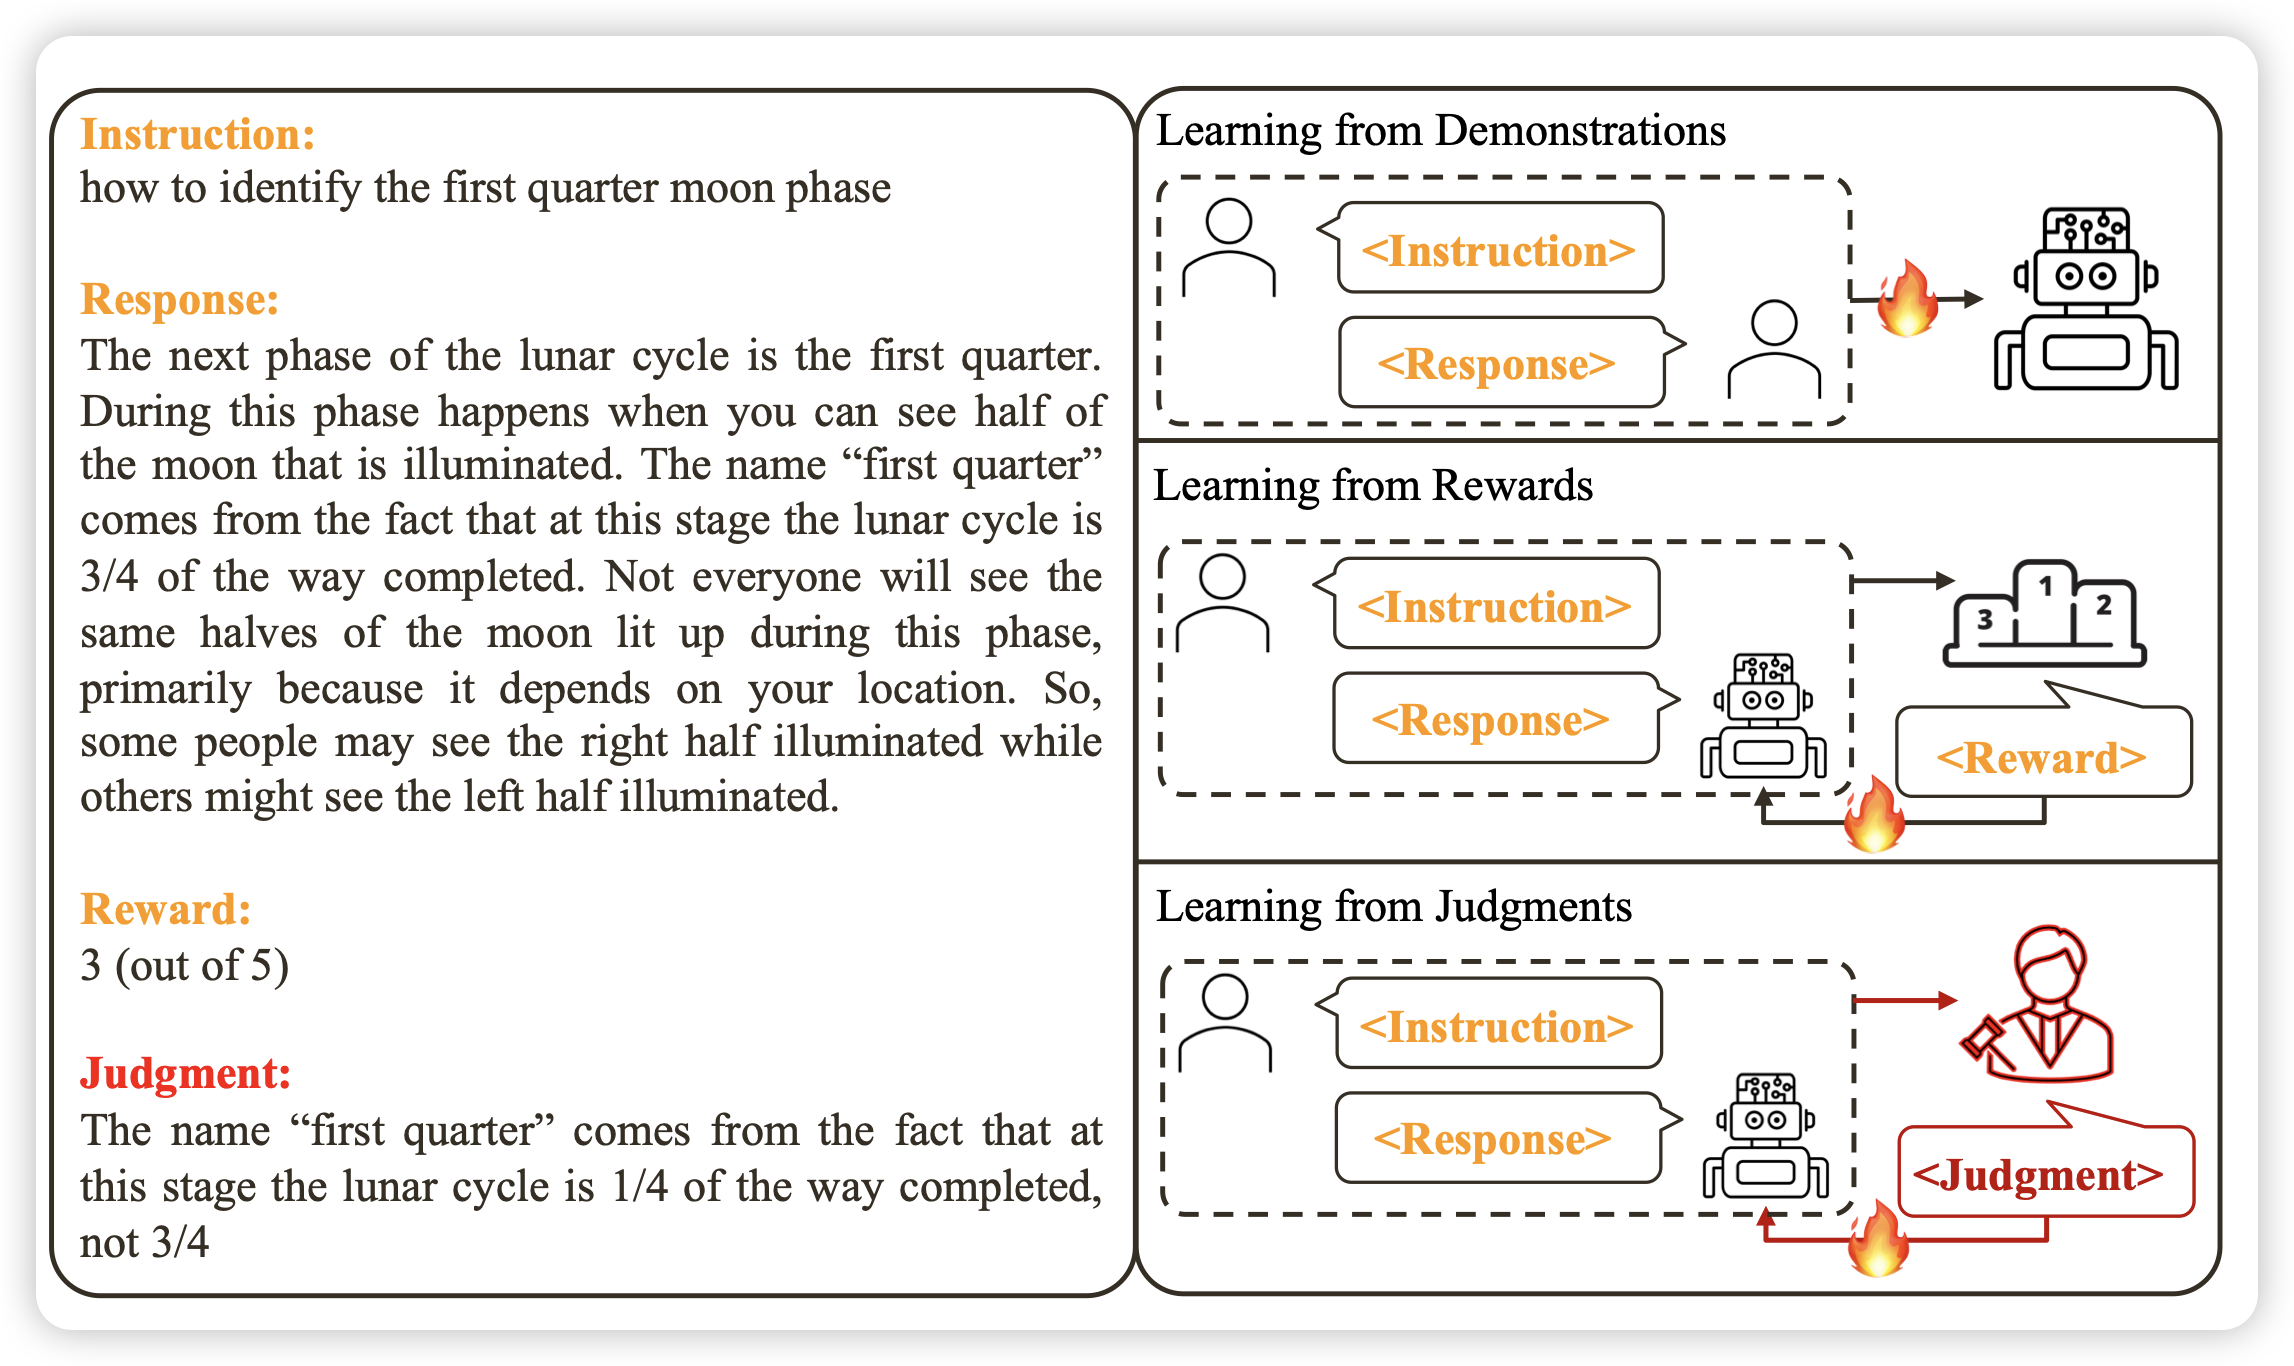 Instruction:
how to identify the first quarter moon phase
Response:
The next phase of the lunar cycle is the first quarter.
During this phase happens when you can see half of
the moon that is illuminated. The name “first quarter”
comes from the fact that at this stage the lunar cycle is
3/4 of the way completed. Not everyone will see the
same halves of the moon lit up during this phase,
primarily because it depends on your location. So,
some people may see the right half illuminated while
others might see the left half illuminated.
Reward:
3 (out of 5)
Judgment:
The name “first quarter” comes from the fact that at
this stage the lunar cycle is 1/4 of the way completed,
not 3/4
Learning from Demonstrations
<Instruction>
<Response>
Learning from Rewards
<Instruction>
<Response>
3 1 2
<Reward>
Learning from Judgments
<Instruction>
<Response>
<Judgment>